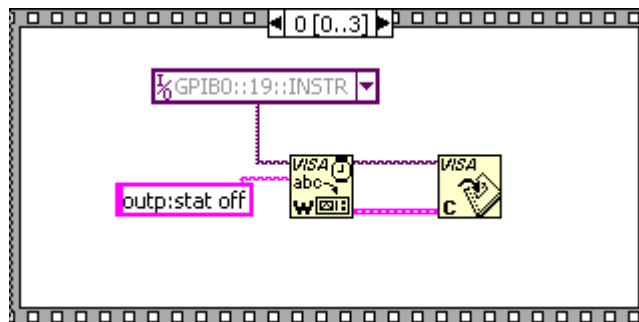 0 [0..3]
I/O GPIB0::19::INSTR
VISA
abc
W
VISA
C
outp:stat off